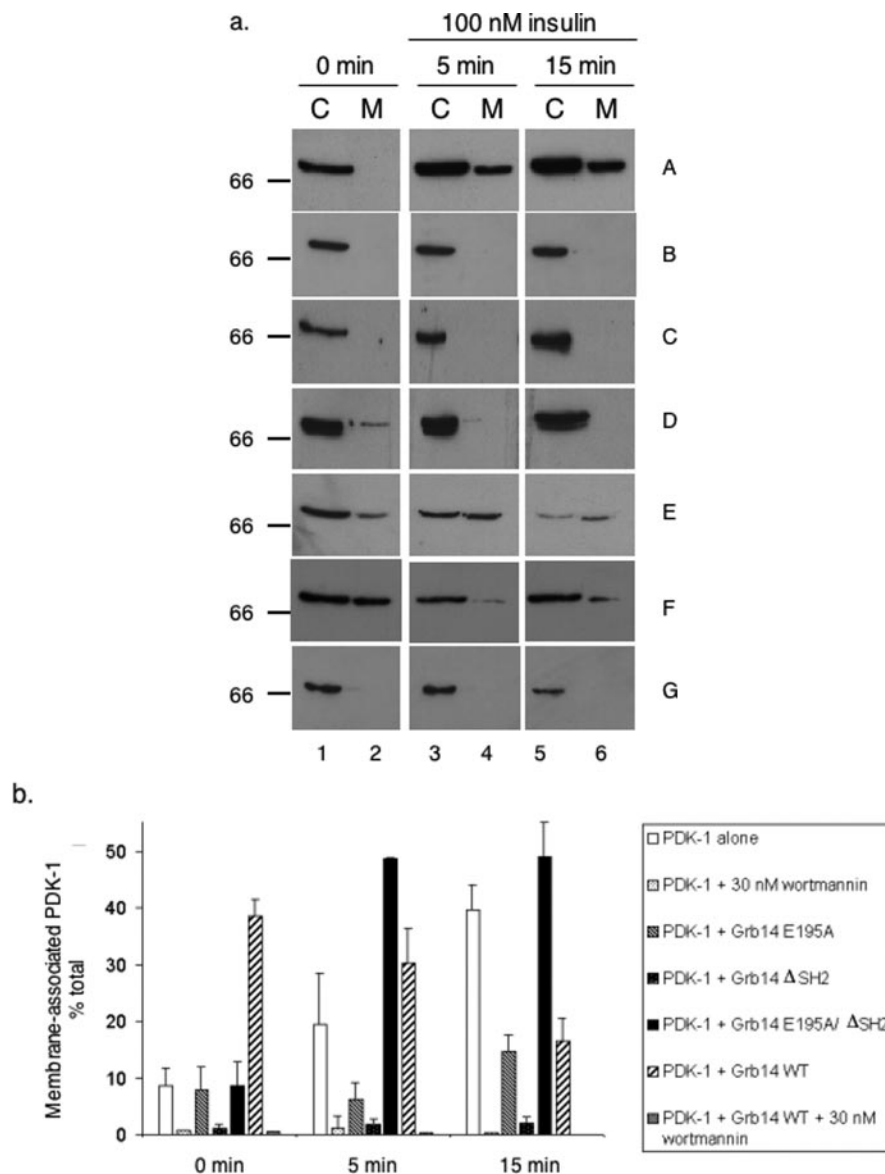 a.
100 nM insulin
0 min 5 min 15 min
C M C M C M
66 A
66 B
66 C
66 D
66 E
66 F
66 G
1 2 3 4 5 6
b.
Membrane-associated PDK-1
% total
50
40
30
20
10
0
0 min 5 min 15 min
PDK-1 alone
PDK-1 + 30 nM wortmannin
PDK-1 + Grb14 E195A
PDK-1 + Grb14 ΔSH2
PDK-1 + Grb14 E195A/ ΔSH2
PDK-1 + Grb14 WT
PDK-1 + Grb14 WT + 30 nM
wortmannin